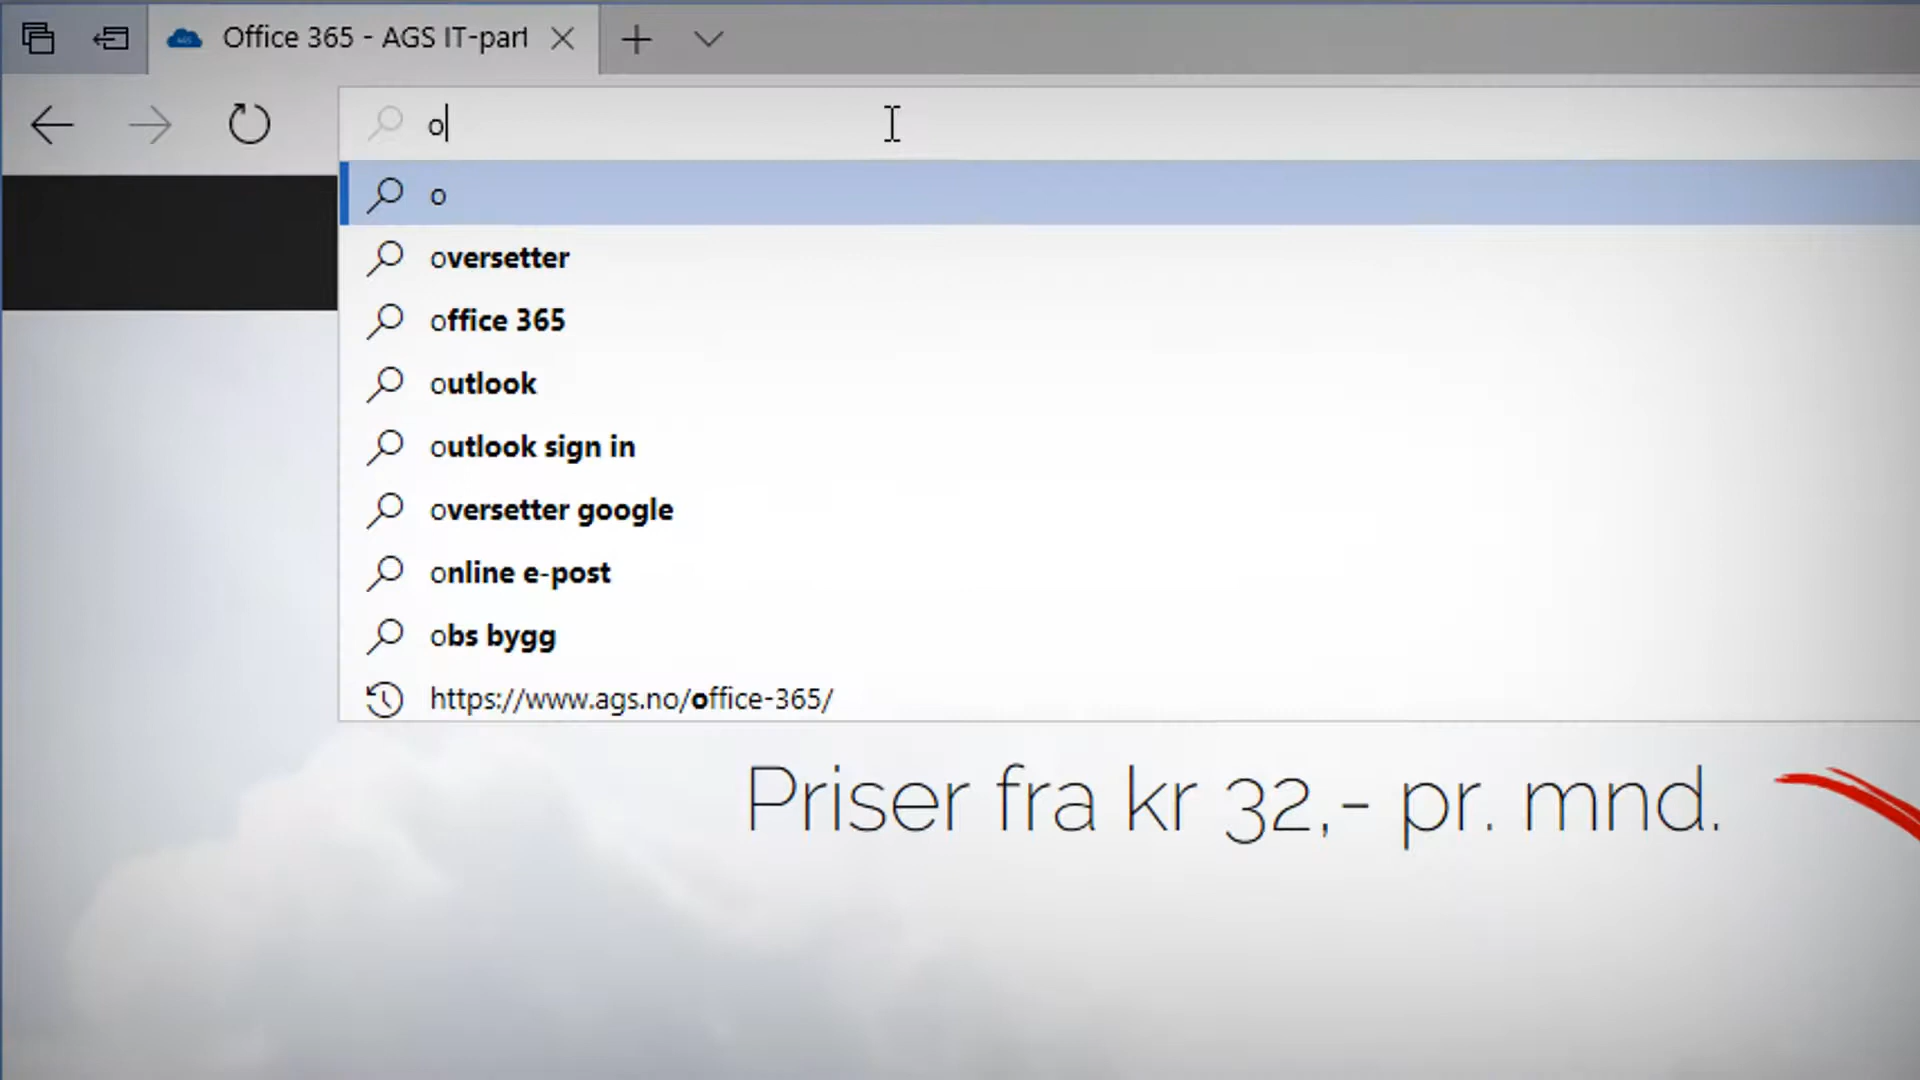 Office 365 - AGS IT-part
o
o
oversetter
office 365
outlook
outlook sign in
oversetter google
online e-post
obs bygg
https://www.ags.no/office-365/
Priser fra kr 32,- pr. mnd.